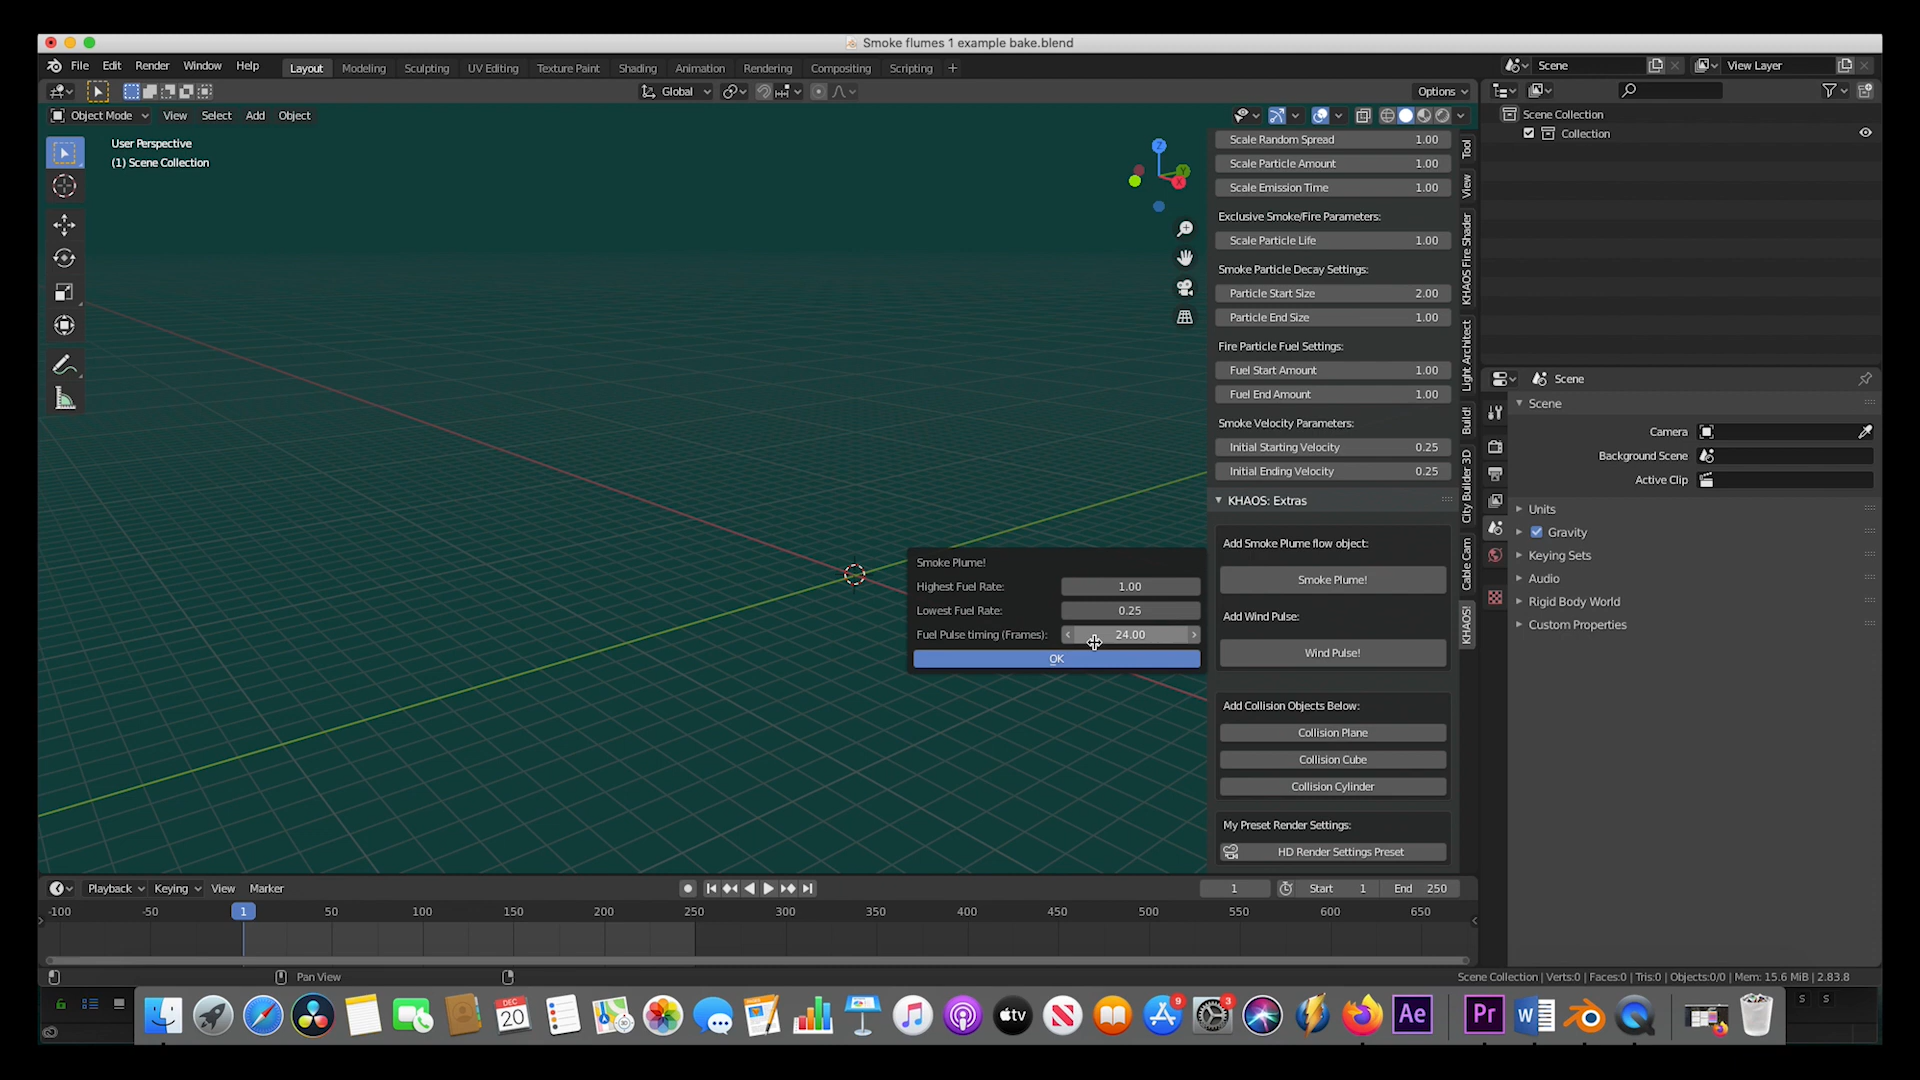 Smoke flumes 1 example bake.blend
File Edit Render Window Help
Layout Modeling Sculpting UV Editing Texture Paint Shading Animation Rendering Compositing Scripting +
Scene
View Layer
Global
Options
Object Mode View Select Add Object
User Perspective
(1) Scene Collection
Z
Y
X
Scale Random Spread 1.00
Scale Particle Amount 1.00
Scale Emission Time 1.00
Exclusive Smoke/Fire Parameters:
Scale Particle Life 1.00
Smoke Particle Decay Settings:
Particle Start Size 2.00
Particle End Size 1.00
Fire Particle Fuel Settings:
Fuel Start Amount 1.00
Fuel End Amount 1.00
Smoke Velocity Parameters:
Initial Starting Velocity 0.25
Initial Ending Velocity 0.25
KHAOS: Extras
Add Smoke Plume flow object:
Smoke Plume!
Add Wind Pulse:
Wind Pulse!
Add Collision Objects Below:
Collision Plane
Collision Cube
Collision Cylinder
My Preset Render Settings:
HD Render Settings Preset
Tool
View
KHAOS Fire Shader
Light Architect
Build!
City Builder 3D
Cable Cam
KHAOS!
Smoke Plume!
Highest Fuel Rate: 1.00
Lowest Fuel Rate: 0.25
Fuel Pulse timing (Frames): 24.00
OK
Scene Collection
Collection
Scene
Scene
Camera
Background Scene
Active Clip
Units
Gravity
Keying Sets
Audio
Rigid Body World
Custom Properties
Playback Keying View Marker
1 Start 1 End 250
-100 -50 1 50 100 150 200 250 300 350 400 450 500 550 600 650
Pan View
Scene Collection | Verts:0 | Faces:0 | Tris:0 | Objects:0/0 | Mem: 15.6 MiB | 2.83.8
DEC
20
tv
9
3
Ae
Pr
W
S S